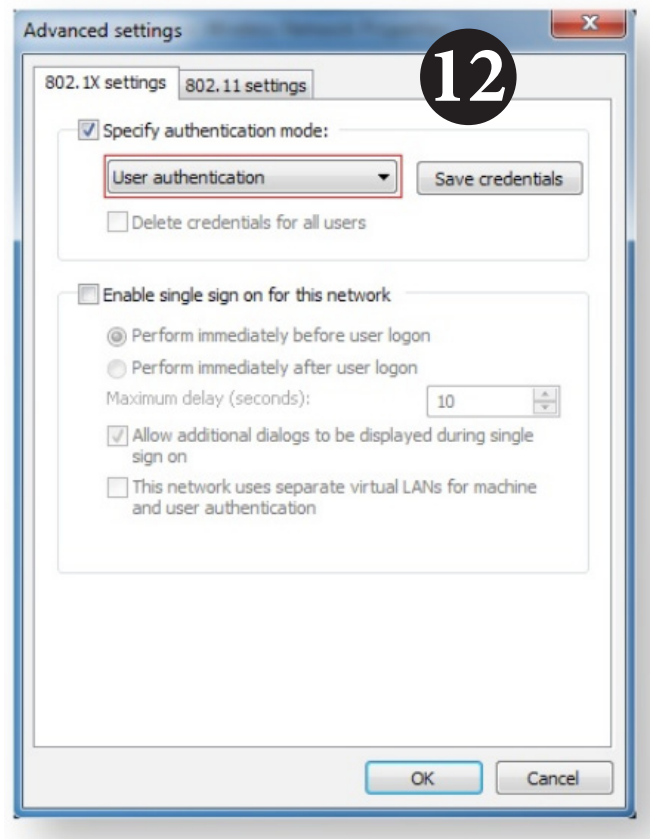 Advanced settings
12
802.1X settings
802.11 settings
Specify authentication mode:
User authentication
Save credentials
Delete credentials for all users
Enable single sign on for this network
Perform immediately before user logon
Perform immediately after user logon
Maximum delay (seconds):
10
Allow additional dialogs to be displayed during single
sign on
This network uses separate virtual LANs for machine
and user authentication
OK
Cancel